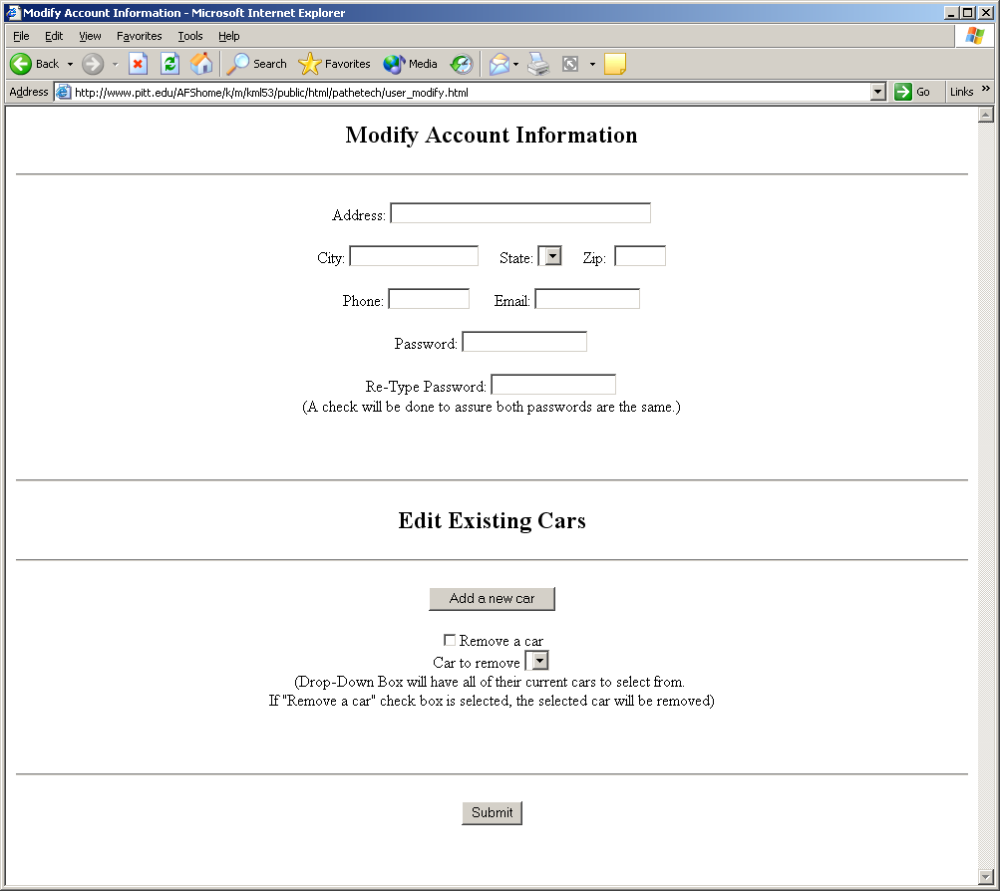 Modify Account Information - Microsoft Internet Explorer
File Edit View Favorites Tools Help
Back Search Favorites Media
Address http://www.pitt.edu/AFShome/k/m/kml53/public/html/pathetech/user_modify.html Go Links »
Modify Account Information
Address:
City: State: Zip:
Phone: Email:
Password:
Re-Type Password:
(A check will be done to assure both passwords are the same.)
Edit Existing Cars
Add a new car
Remove a car
Car to remove
(Drop-Down Box will have all of their current cars to select from.
If "Remove a car" check box is selected, the selected car will be removed)
Submit